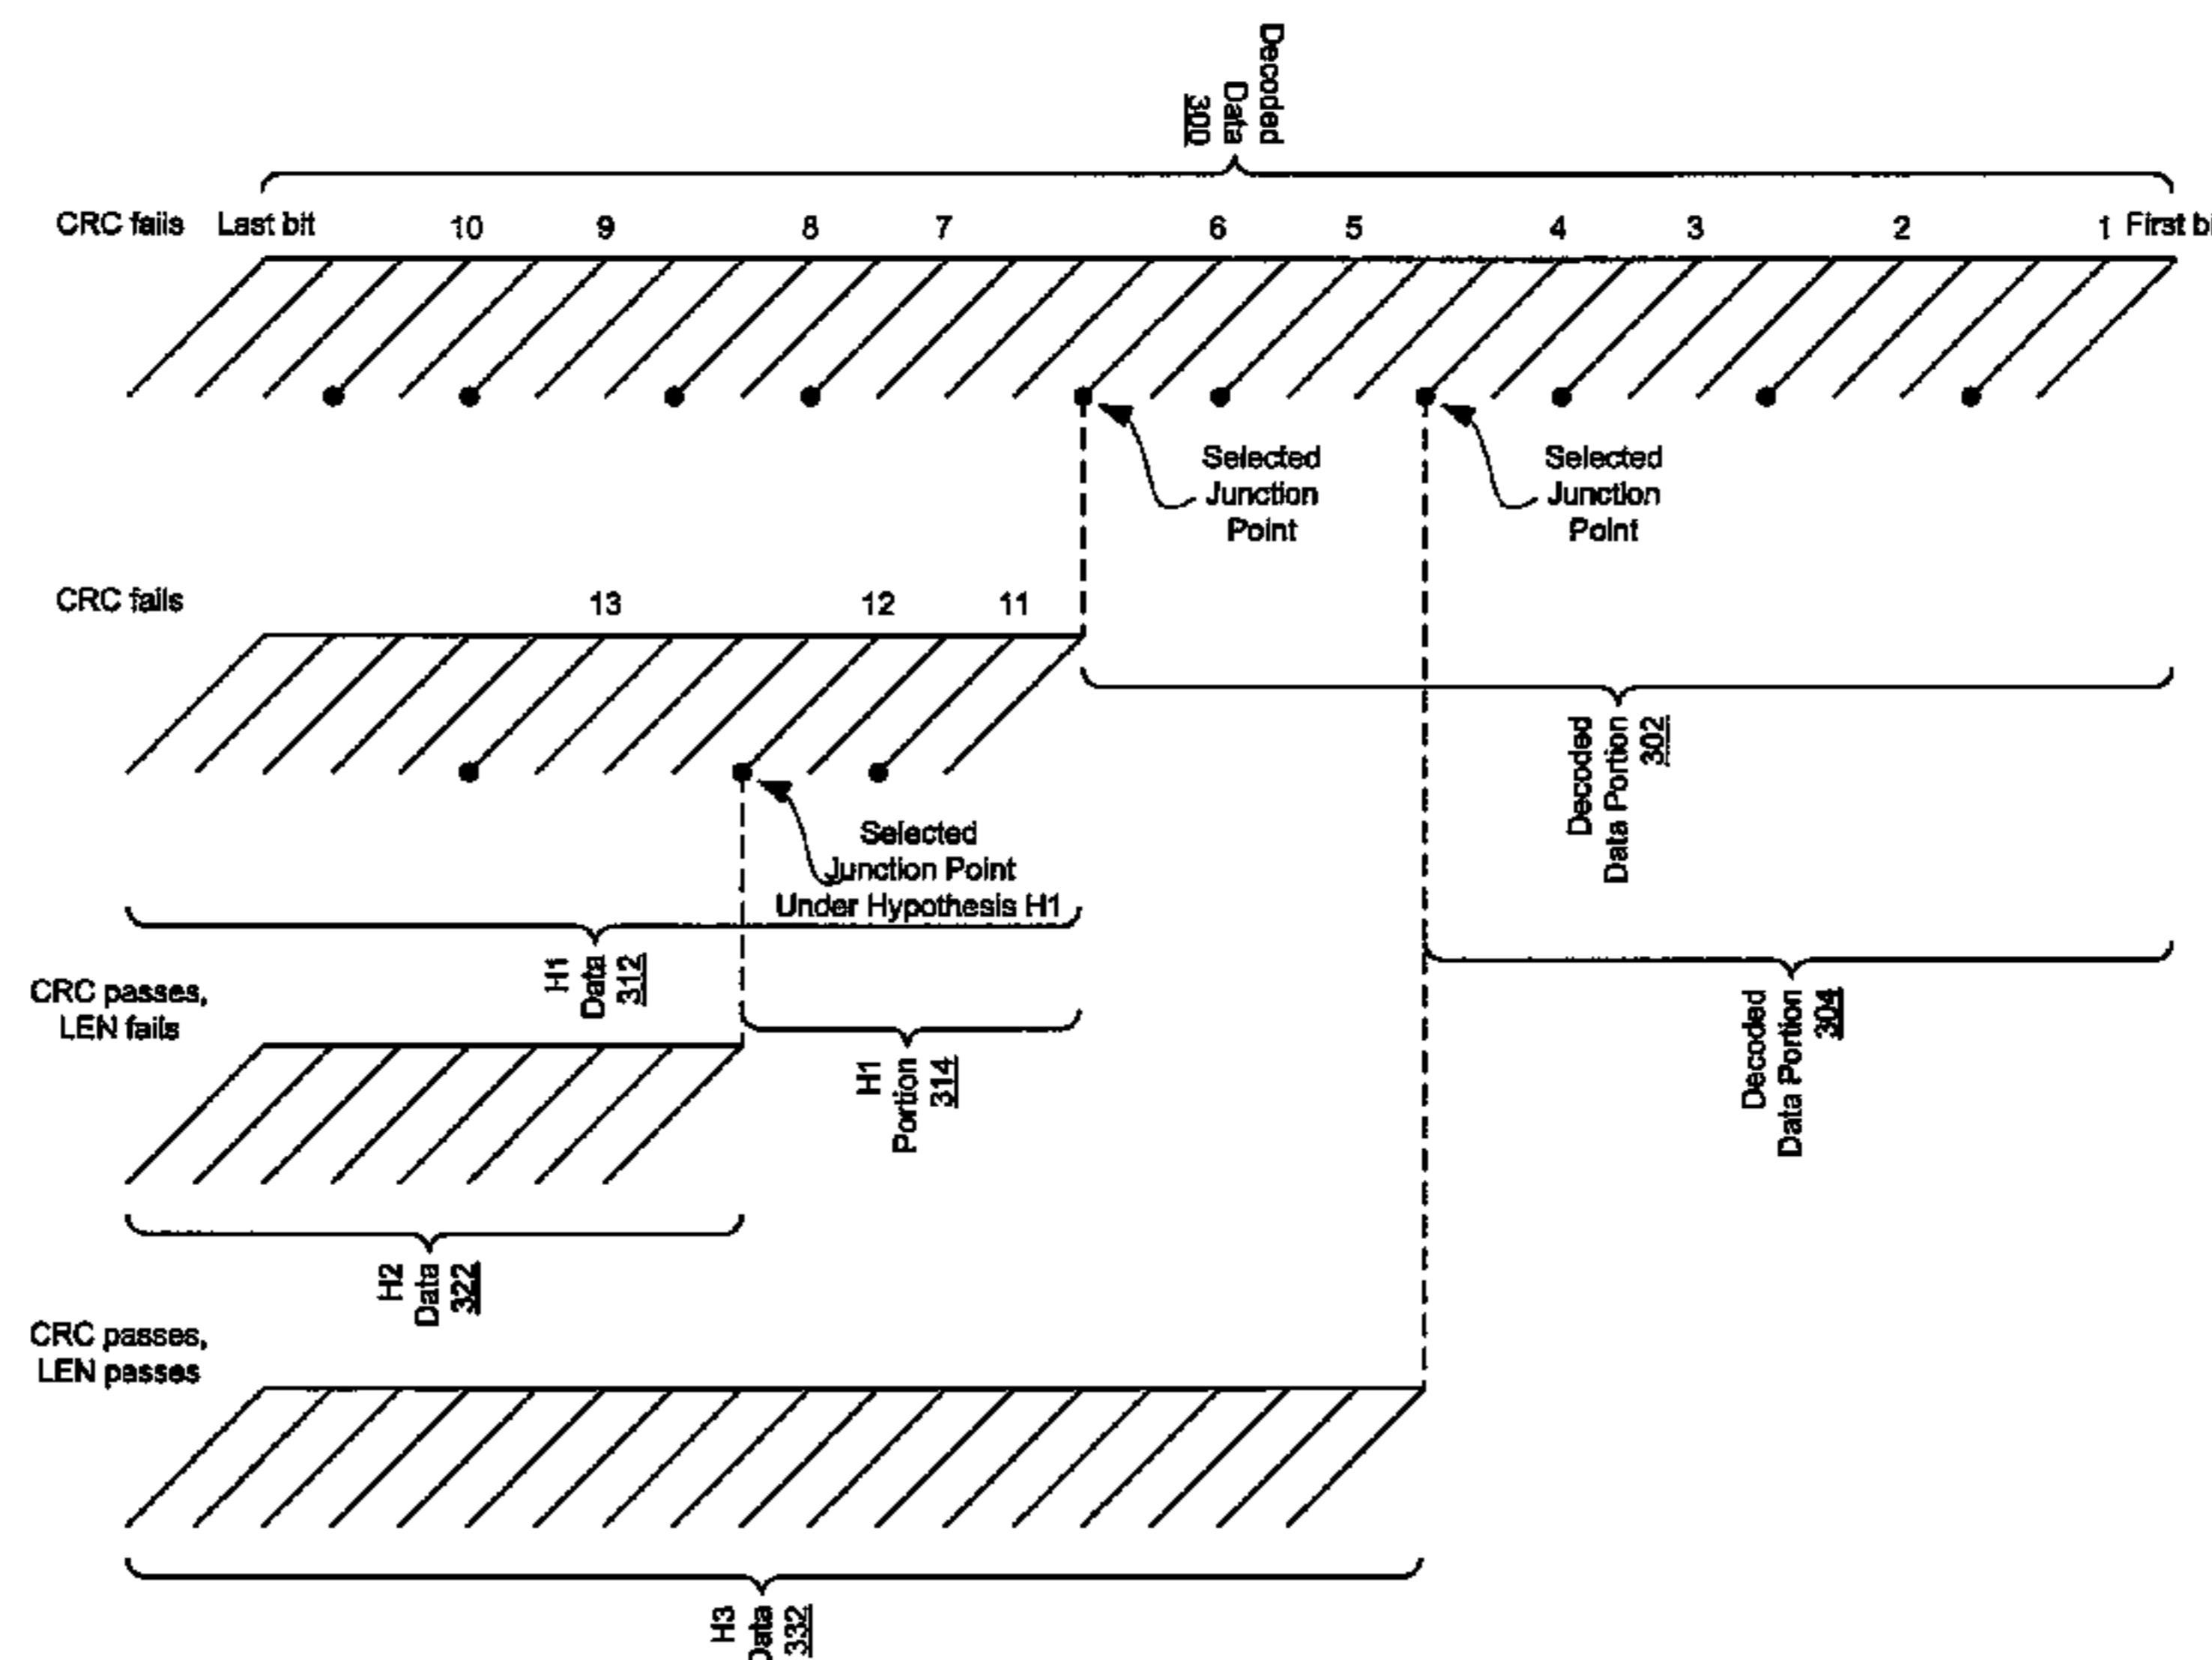 Decoded
Data
300
CRC fails Last bit 10 9 8 7 6 5 4 3 2 1 First bi
Selected
Junction
Point
Selected
Junction
Point
CRC fails 13 12 11
Decoded
Data Portion
302
Selected
Junction Point
Under Hypothesis H1
H1
Data
312
CRC passes,
LEN fails
H1
Portion
314
Decoded
Data Portion
304
H2
Data
322
CRC passes,
LEN passes
H3
Data
332